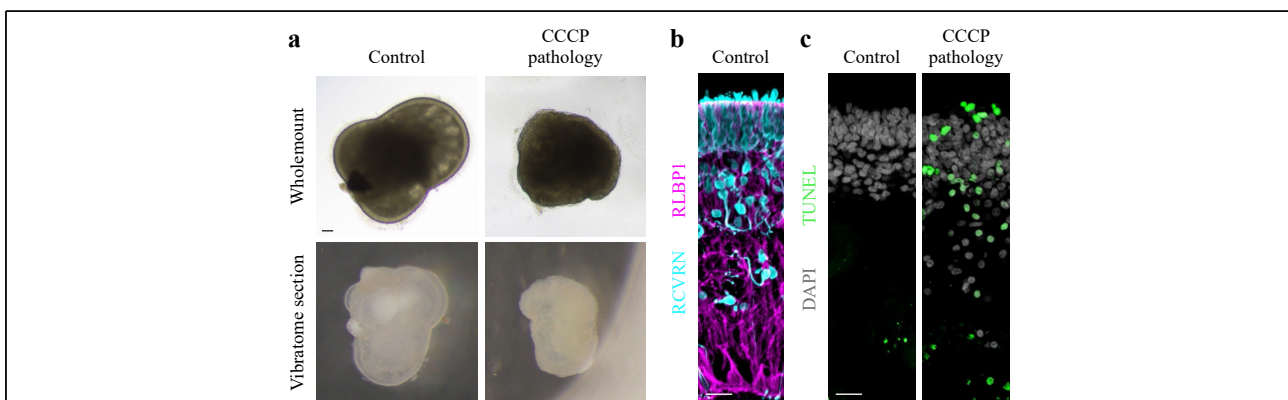 a
Control
CCCP
pathology
Wholemount
Vibratome section
b
Control
RLBP1
RCVRN
c
Control
CCCP
pathology
TUNEL
DAPI